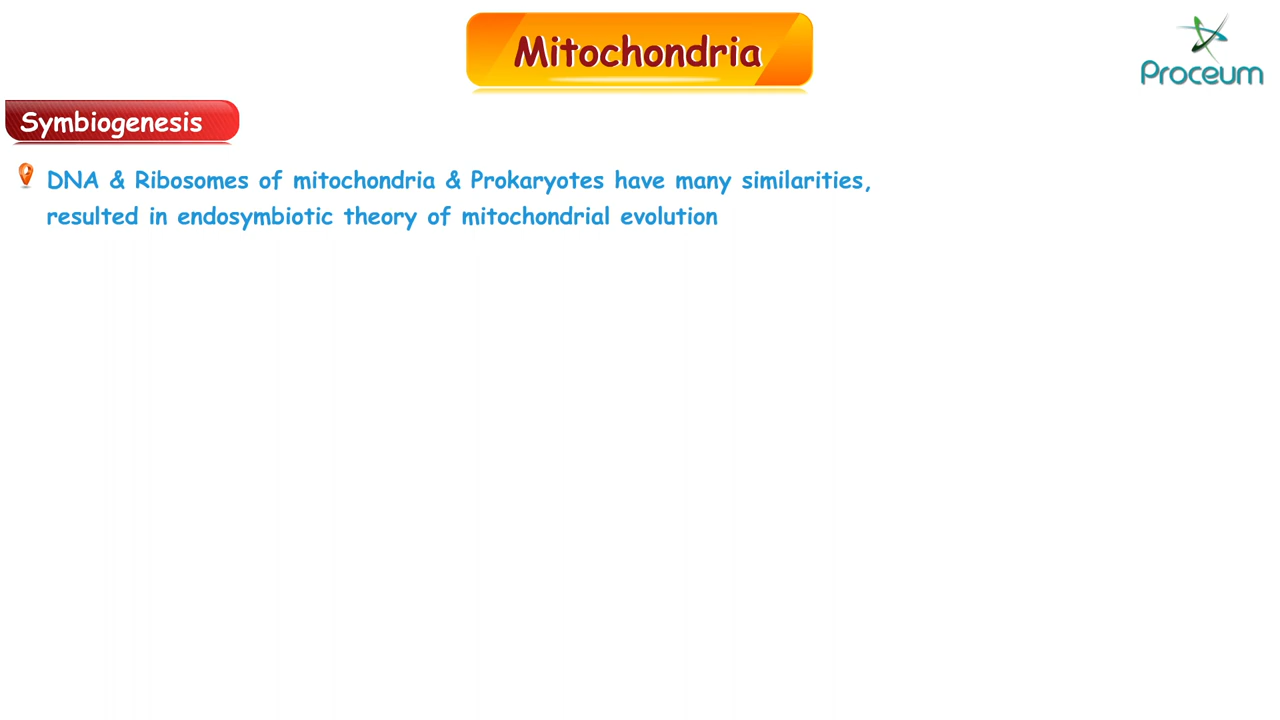 Mitochondria
Proceum
Symbiogenesis
DNA & Ribosomes of mitochondria & Prokaryotes have many similarities,
resulted in endosymbiotic theory of mitochondrial evolution